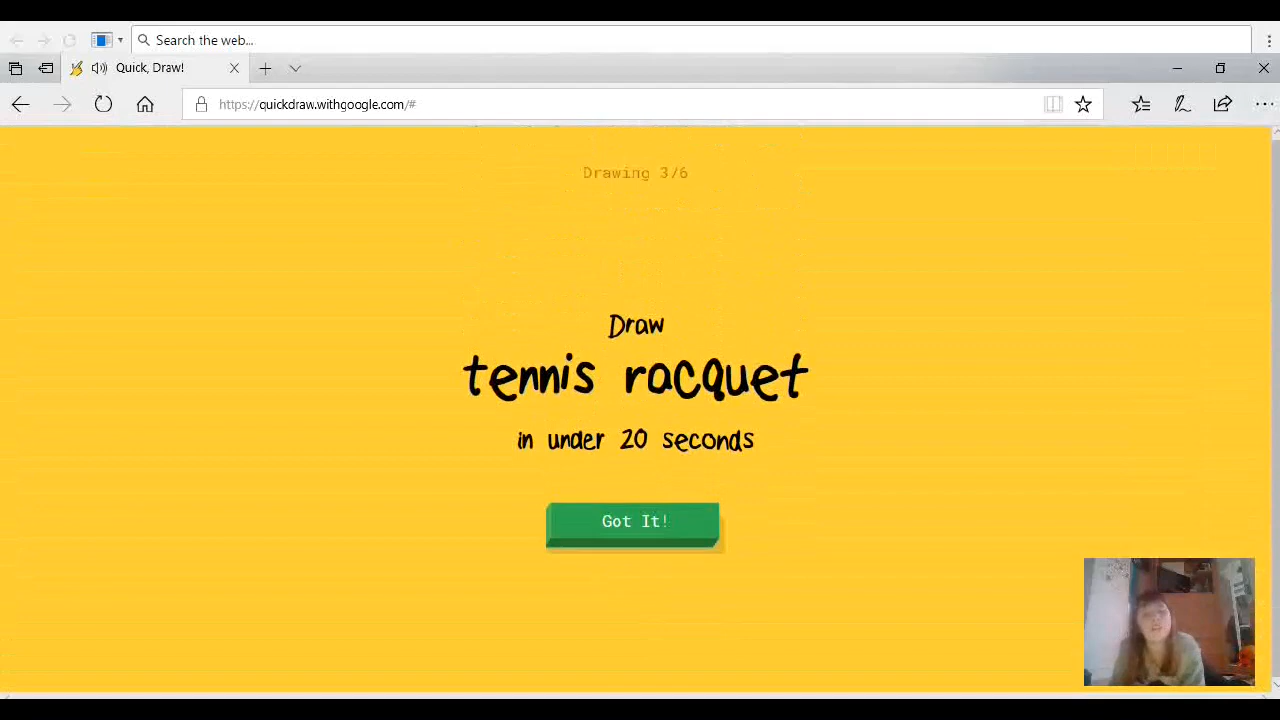 Search the web...
Quick, Draw!
https://quickdraw.withgoogle.com/#
Drawing 3/6
Draw
tennis racquet
in under 20 seconds
Got It!